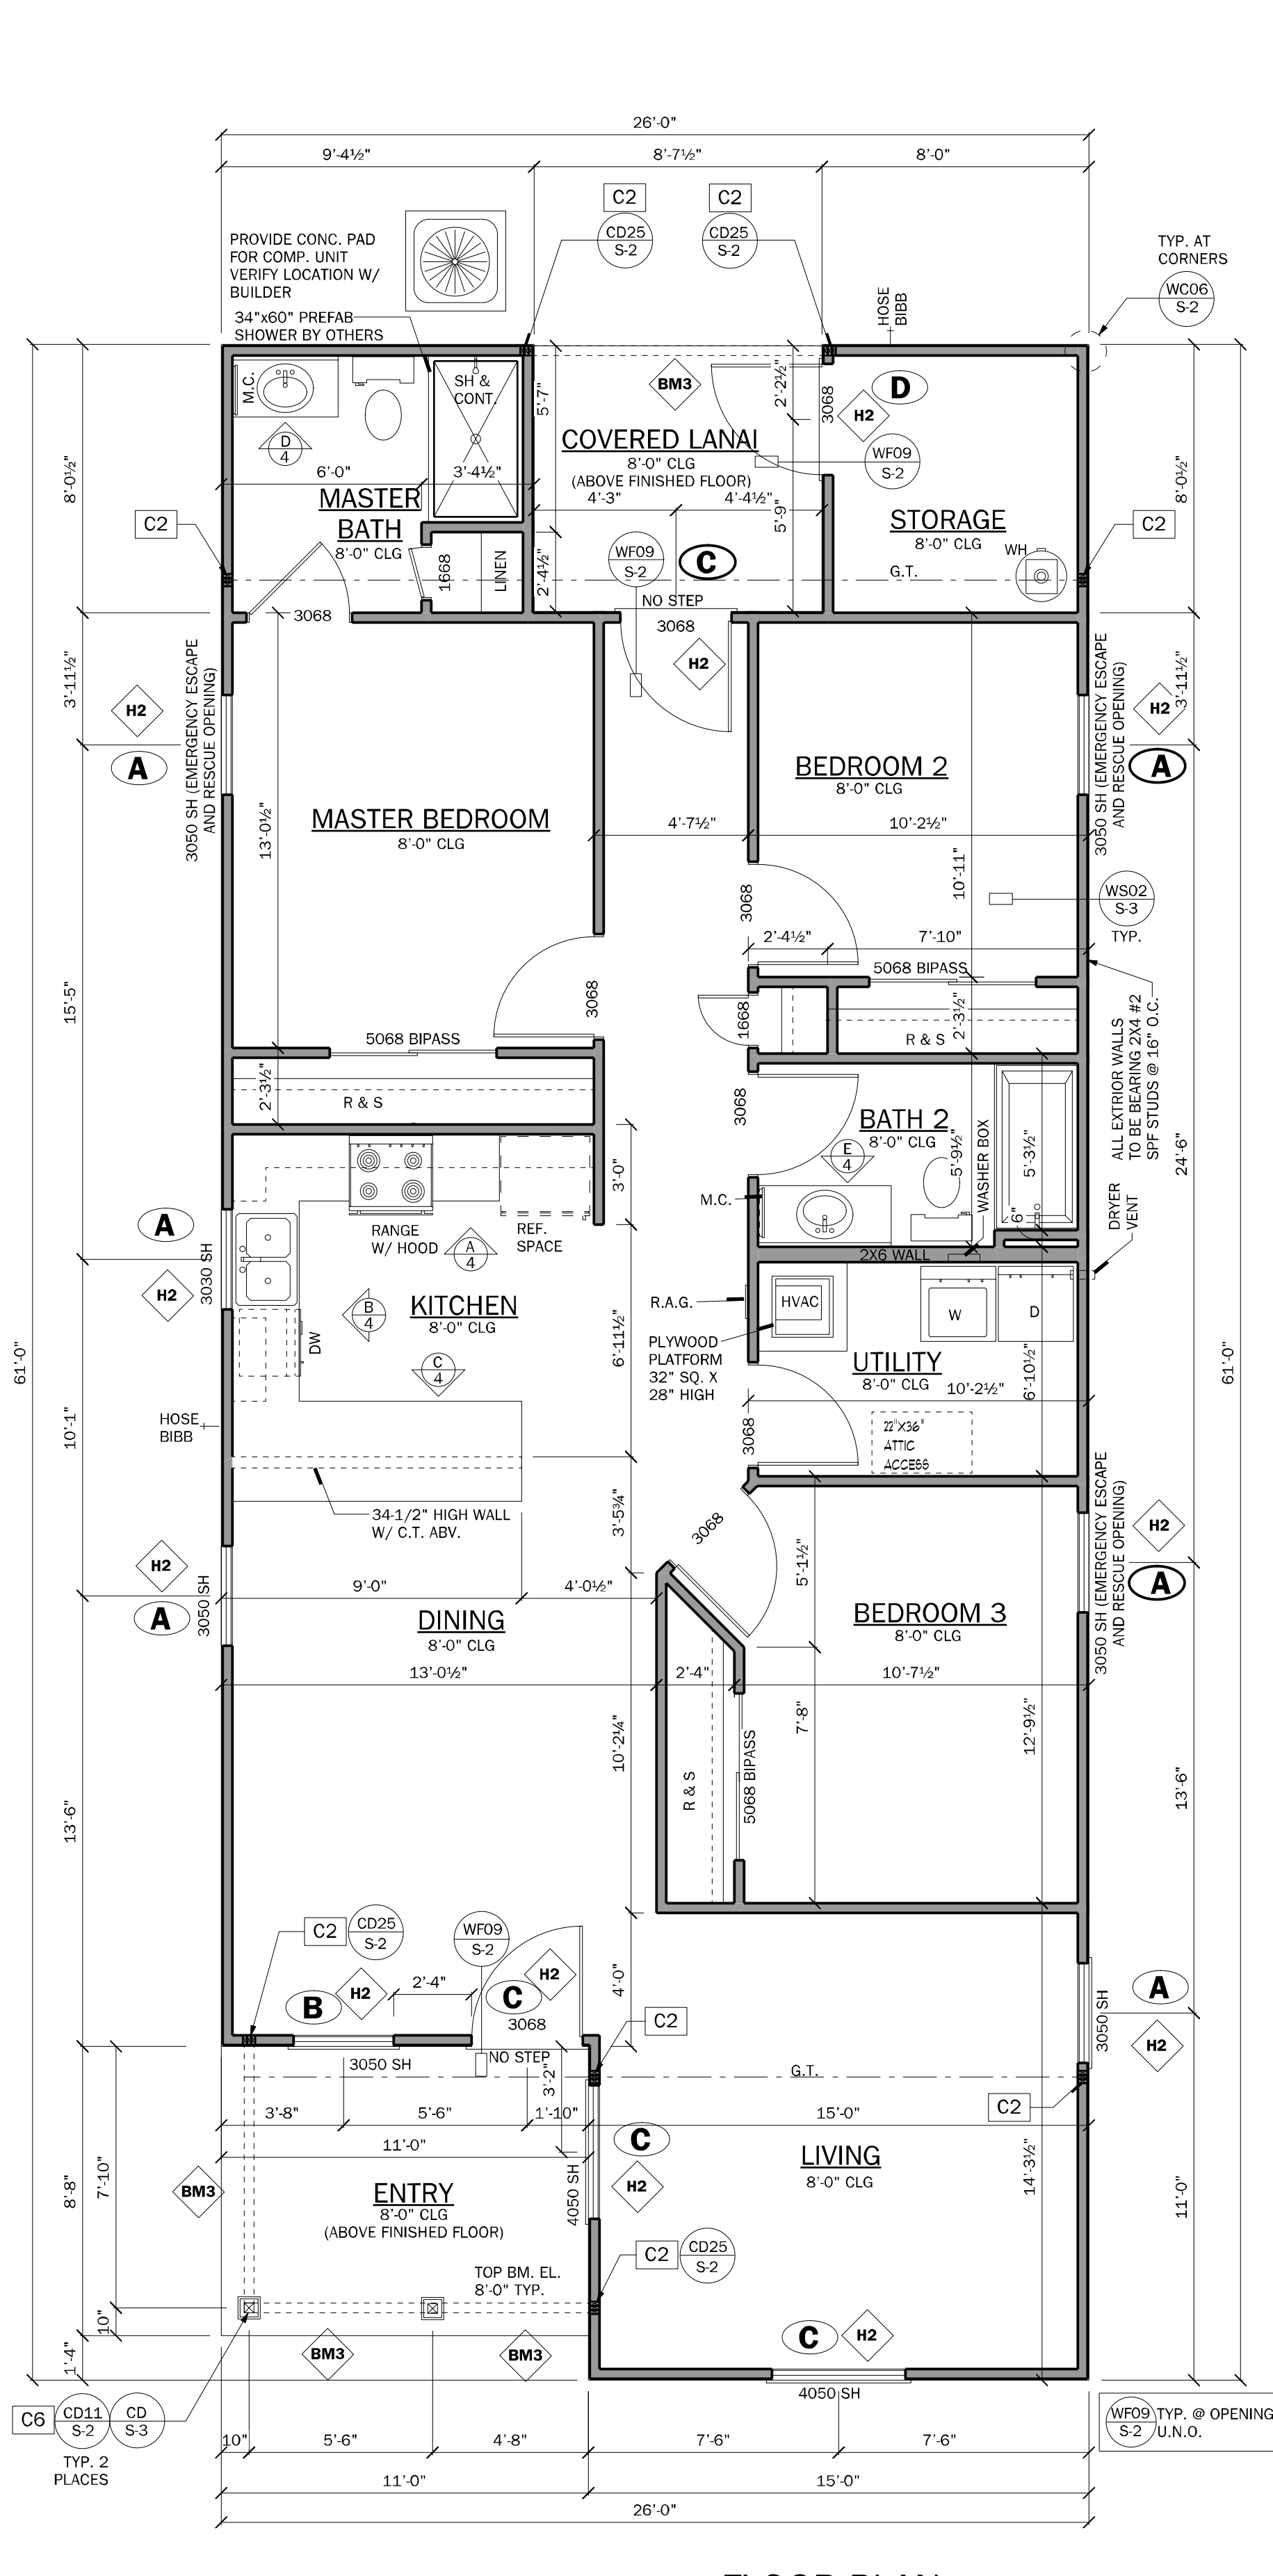 26'-0"
9'-4½"
8'-7½"
8'-0"
C2
C2
CD25
S-2
CD25
S-2
PROVIDE CONC. PAD
FOR COMP. UNIT
VERIFY LOCATION W/
BUILDER
34"x60" PREFAB
SHOWER BY OTHERS
HOSE
BIBB
TYP. AT
CORNERS
WC06
S-2
M.C.
SH &
CONT.
5'-7"
BM3
2'-2½"
3068
D
H2
D
4
COVERED LANAI
8'-0" CLG
(ABOVE FINISHED FLOOR)
WF09
S-2
6'-0"
3'-4½"
4'-3"
4'-4½"
5'-9"
8'-0½"
8'-0½"
MASTER
BATH
8'-0" CLG
STORAGE
8'-0" CLG
C2
C2
WF09
S-2
C
WH
G.T.
1668
LINEN
2'-4½"
3068
NO STEP
3068
H2
3'-11½"
3'-11½"
3050 SH (EMERGENCY ESCAPE
AND RESCUE OPENING)
3050 SH (EMERGENCY ESCAPE
AND RESCUE OPENING)
H2
A
H2
A
BEDROOM 2
8'-0" CLG
MASTER BEDROOM
8'-0" CLG
13'-0½"
4'-7½"
10'-2½"
10'-11"
3068
WS02
S-3
TYP.
2'-4½"
7'-10"
5068 BIPASS
15'-5"
3068
1668
2'-3½"
R & S
5068 BIPASS
2'-3½"
R & S
ALL EXTRIOR WALLS
TO BE BEARING 2X4 #2
SPF STUDS @ 16" O.C.
3068
BATH 2
8'-0" CLG
E
4
5'-9½"
WASHER BOX
5'-3½"
24'-6"
3'-0"
M.C.
6"
DRYER
VENT
2X6 WALL
A
3030 SH
H2
RANGE
W/ HOOD
A
4
REF.
SPACE
B
4
KITCHEN
8'-0" CLG
DW
C
4
R.A.G.
HVAC
W
D
PLYWOOD
PLATFORM
32" SQ. X
28" HIGH
6'-11½"
UTILITY
8'-0" CLG
10'-2½"
6'-10½"
61'-0"
61'-0"
HOSE
BIBB
10'-1"
3068
22"X36"
ATTIC
ACCESS
34-1/2" HIGH WALL
W/ C.T. ABV.
3'-5¾"
3068
5'-1½"
3050 SH (EMERGENCY ESCAPE
AND RESCUE OPENING)
H2
A
H2
A
3050 SH
9'-0"
4'-0½"
DINING
8'-0" CLG
BEDROOM 3
8'-0" CLG
13'-0½"
2'-4"
10'-7½"
7'-8"
12'-9½"
10'-2¼"
R & S
5068 BIPASS
13'-6"
13'-6"
C2
CD25
S-2
WF09
S-2
H2
2'-4"
B
H2
C
3068
4'-0"
A
3050 SH
H2
C2
3050 SH
NO STEP
3'-2"
G.T.
C2
3'-8"
5'-6"
1'-10"
15'-0"
11'-0"
C
H2
4050 SH
LIVING
8'-0" CLG
14'-3½"
11'-0"
8'-8"
7'-10"
BM3
ENTRY
8'-0" CLG
(ABOVE FINISHED FLOOR)
C2
CD25
S-2
TOP BM. EL.
8'-0" TYP.
10"
1'-4"
BM3
BM3
C
H2
4050 SH
C6
CD11
S-2
CD
S-3
TYP. 2
PLACES
WF09
S-2
TYP. @ OPENING
U.N.O.
10"
5'-6"
4'-8"
7'-6"
7'-6"
11'-0"
15'-0"
26'-0"